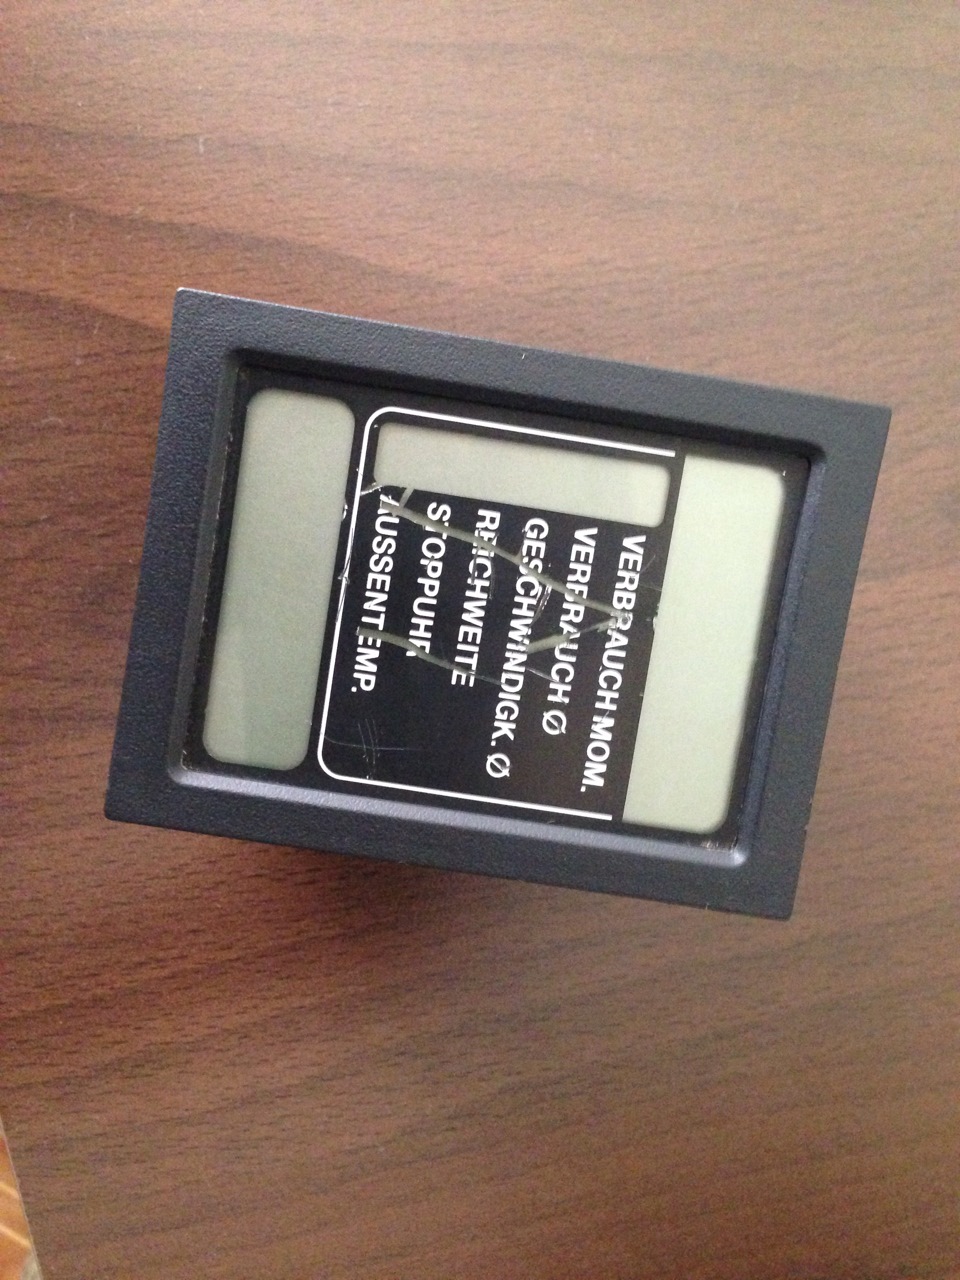 VERBRAUCH MOM.
VERBRAUCH Ø
GESCHWINDIGK. Ø
REICHWEITE
STOPPUHR
AUSSENTEMP.